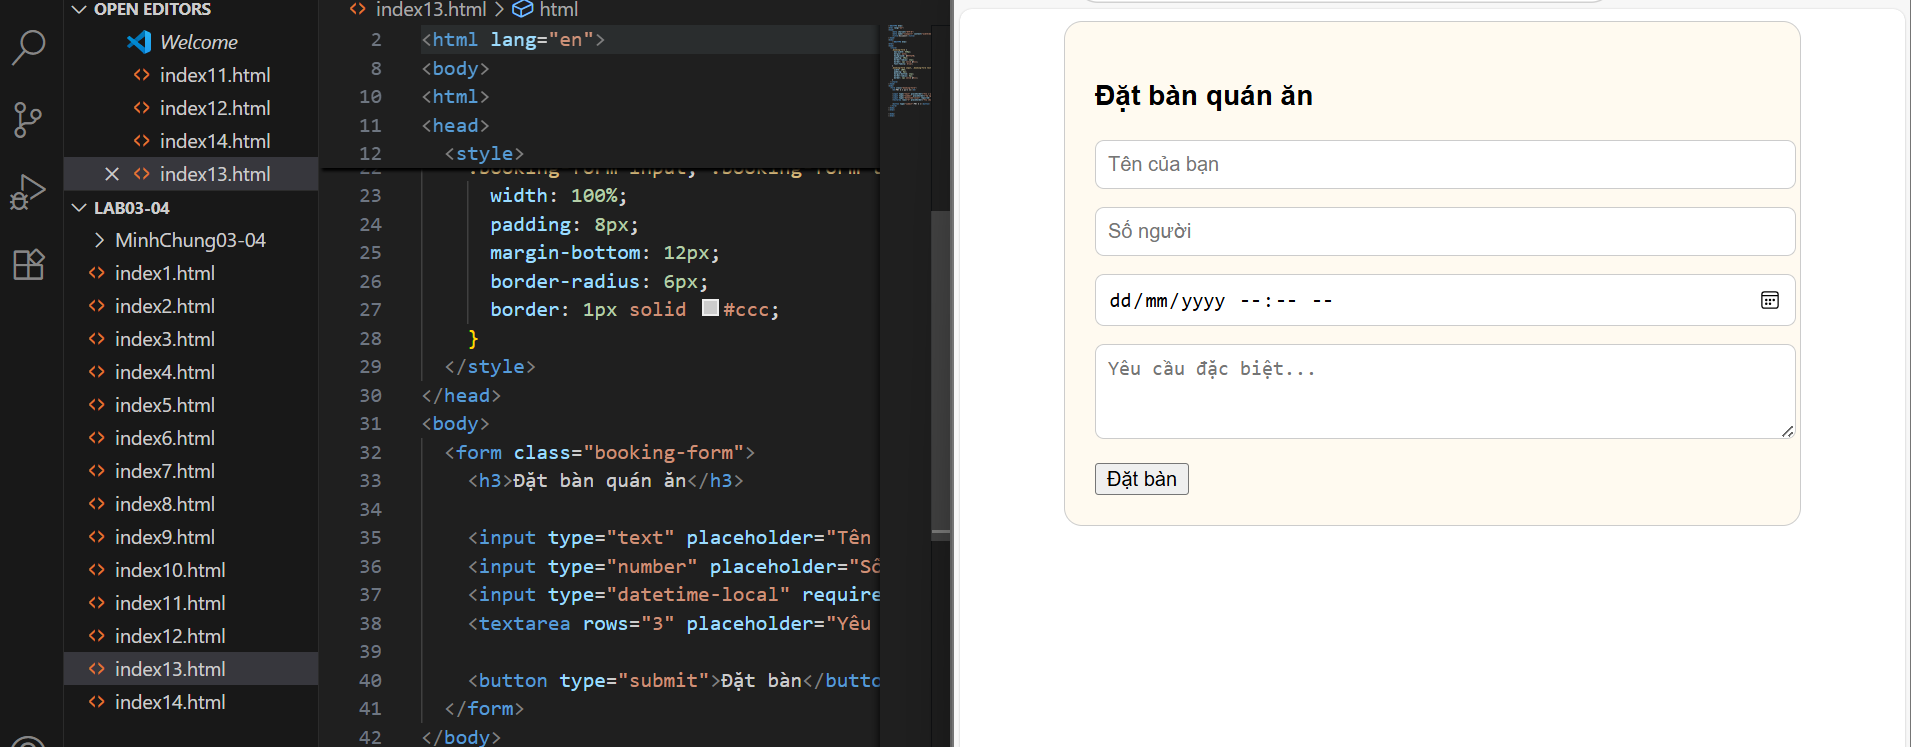 OPEN EDITORS
Welcome
index11.html
index12.html
index14.html
index13.html
LAB03-04
MinhChung03-04
index1.html
index2.html
index3.html
index4.html
index5.html
index6.html
index7.html
index8.html
index9.html
index10.html
index11.html
index12.html
index13.html
index14.html
index13.html > html
2 <html lang="en">
8 <body>
10 <html>
11 <head>
12 <style>
23 width: 100%;
24 padding: 8px;
25 margin-bottom: 12px;
26 border-radius: 6px;
27 border: 1px solid #ccc;
28 }
29 </style>
30 </head>
31 <body>
32 <form class="booking-form">
33 <h3>Đặt bàn quán ăn</h3>
34
35 <input type="text" placeholder="Tên
36 <input type="number" placeholder="Số
37 <input type="datetime-local" require
38 <textarea rows="3" placeholder="Yêu
39
40 <button type="submit">Đặt bàn</butto
41 </form>
42 </body>
Đặt bàn quán ăn
Tên của bạn
Số người
dd/mm/yyyy --:-- --
Yêu cầu đặc biệt...
Đặt bàn